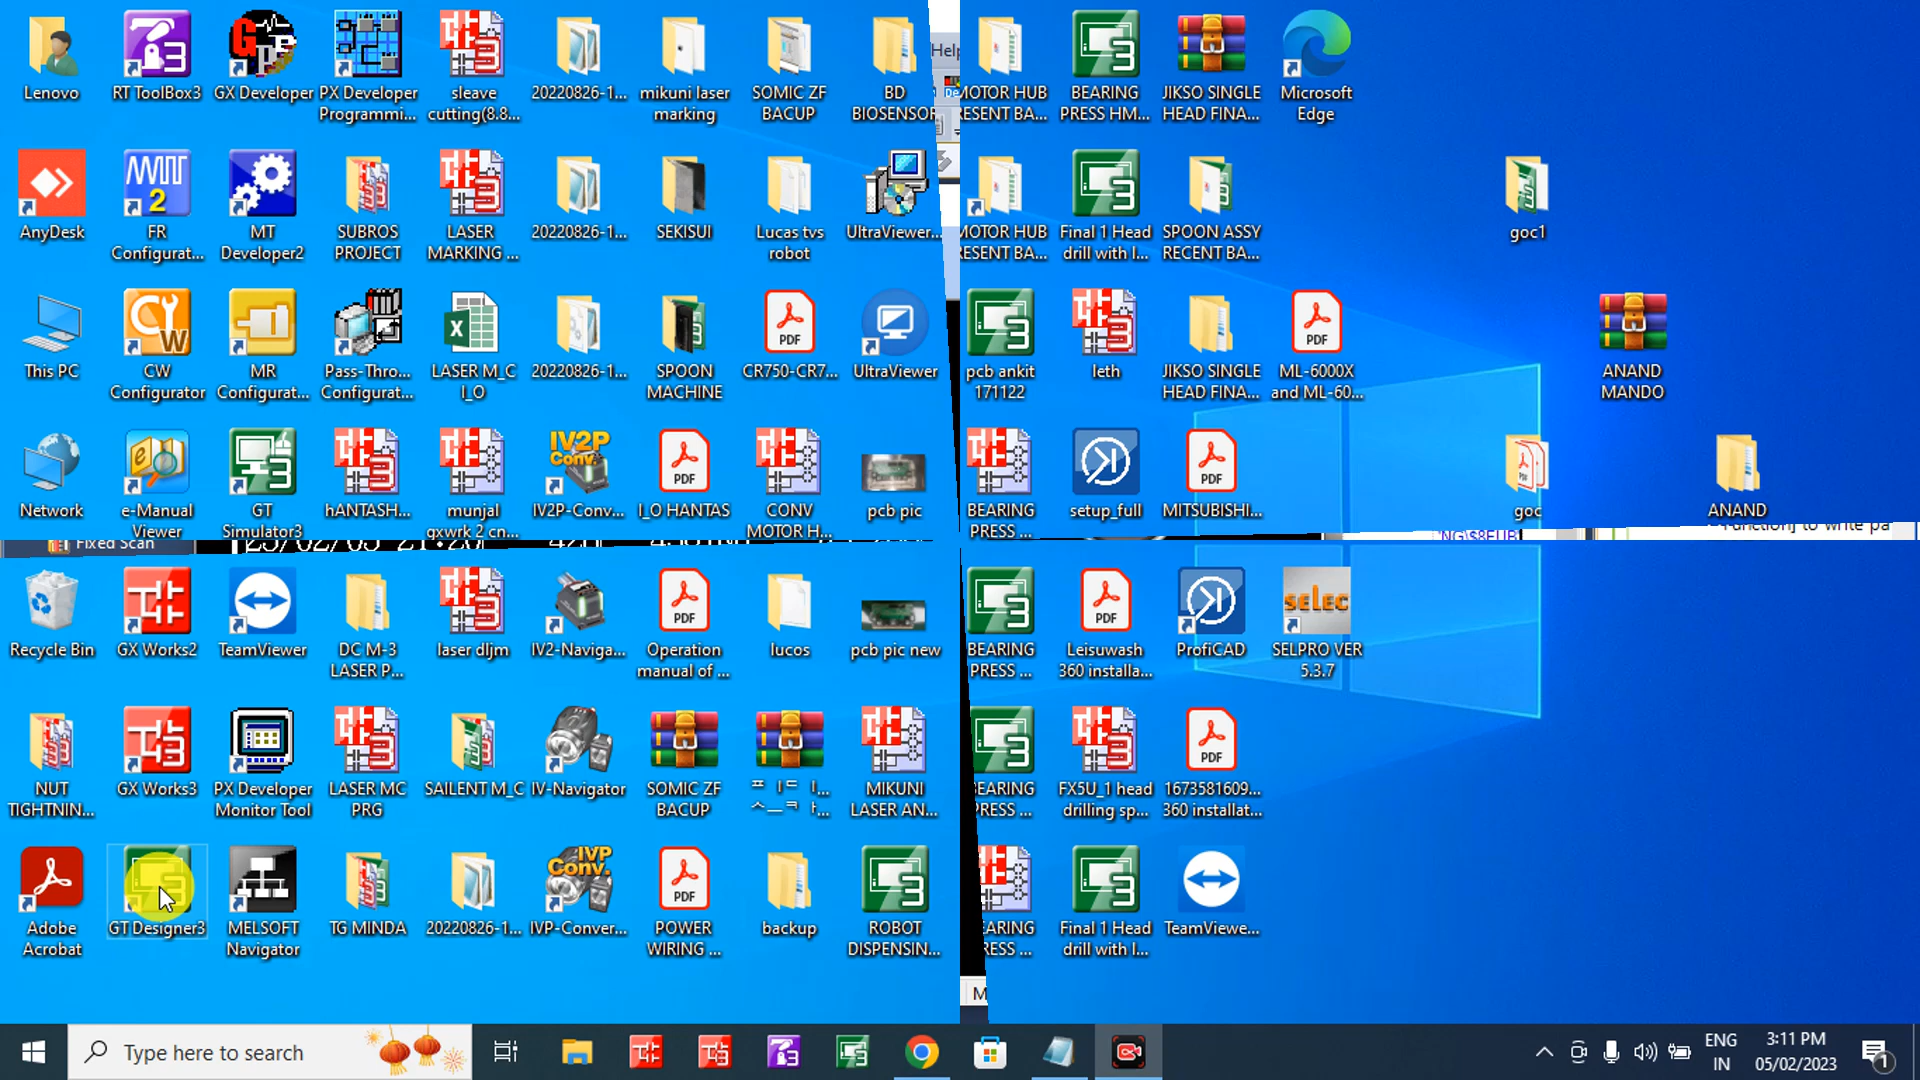 Lenovo
RT ToolBox3
GX Developer
PX Developer
Programmi...
sleave
cutting(8.8...
20220826-1...
mikuni laser
marking
SOMIC ZF
BACUP
BD
BIOSENSOR
Help
MOTOR HUB
RESENT BA...
BEARING
PRESS HM...
JIKSO SINGLE
HEAD FINA...
Microsoft
Edge
AnyDesk
FR
Configurat...
MT
Developer2
SUBROS
PROJECT
LASER
MARKING ...
20220826-1...
SEKISUI
Lucas tvs
robot
UltraViewer...
MOTOR HUB
RESENT BA...
Final 1 Head
drill with I...
SPOON ASSY
RECENT BA...
goc1
This PC
CW
Configurator
MR
Configurat...
Pass-Thro...
Configurat...
LASER M_C
I_O
20220826-1...
SPOON
MACHINE
CR750-CR7...
UltraViewer
pcb ankit
171122
leth
JIKSO SINGLE
HEAD FINA...
ML-6000X
and ML-60...
ANAND
MANDO
Network
e-Manual
Viewer
GT
Simulator3
hANTASH...
munjal
gxwrk 2 cn...
IV2P-Conv...
I_O HANTAS
CONV
MOTOR H...
pcb pic
BEARING
PRESS ...
setup_full
MITSUBISHI...
goc
ANAND
Fixed Scan
Recycle Bin
GX Works2
TeamViewer
DC M-3
LASER P...
laser dljm
IV2-Naviga...
Operation
manual of ...
lucos
pcb pic new
BEARING
PRESS ...
Leisuwash
360 installa...
ProfiCAD
SELPRO VER
5.3.7
NUT
TIGHTNIN...
GX Works3
PX Developer
Monitor Tool
LASER MC
PRG
SAILENT M_C
IV-Navigator
SOMIC ZF
BACUP
MIKUNI
LASER AN...
BEARING
PRESS ...
FX5U_1 head
drilling sp...
1673581609...
360 installat...
Adobe
Acrobat
GT Designer3
MELSOFT
Navigator
TG MINDA
20220826-1...
IVP-Conver...
POWER
WIRING ...
backup
ROBOT
DISPENSIN...
EARING
RESS ...
Final 1 Head
drill with I...
TeamViewe...
M
Type here to search
ENG
IN
3:11 PM
05/02/2023
1